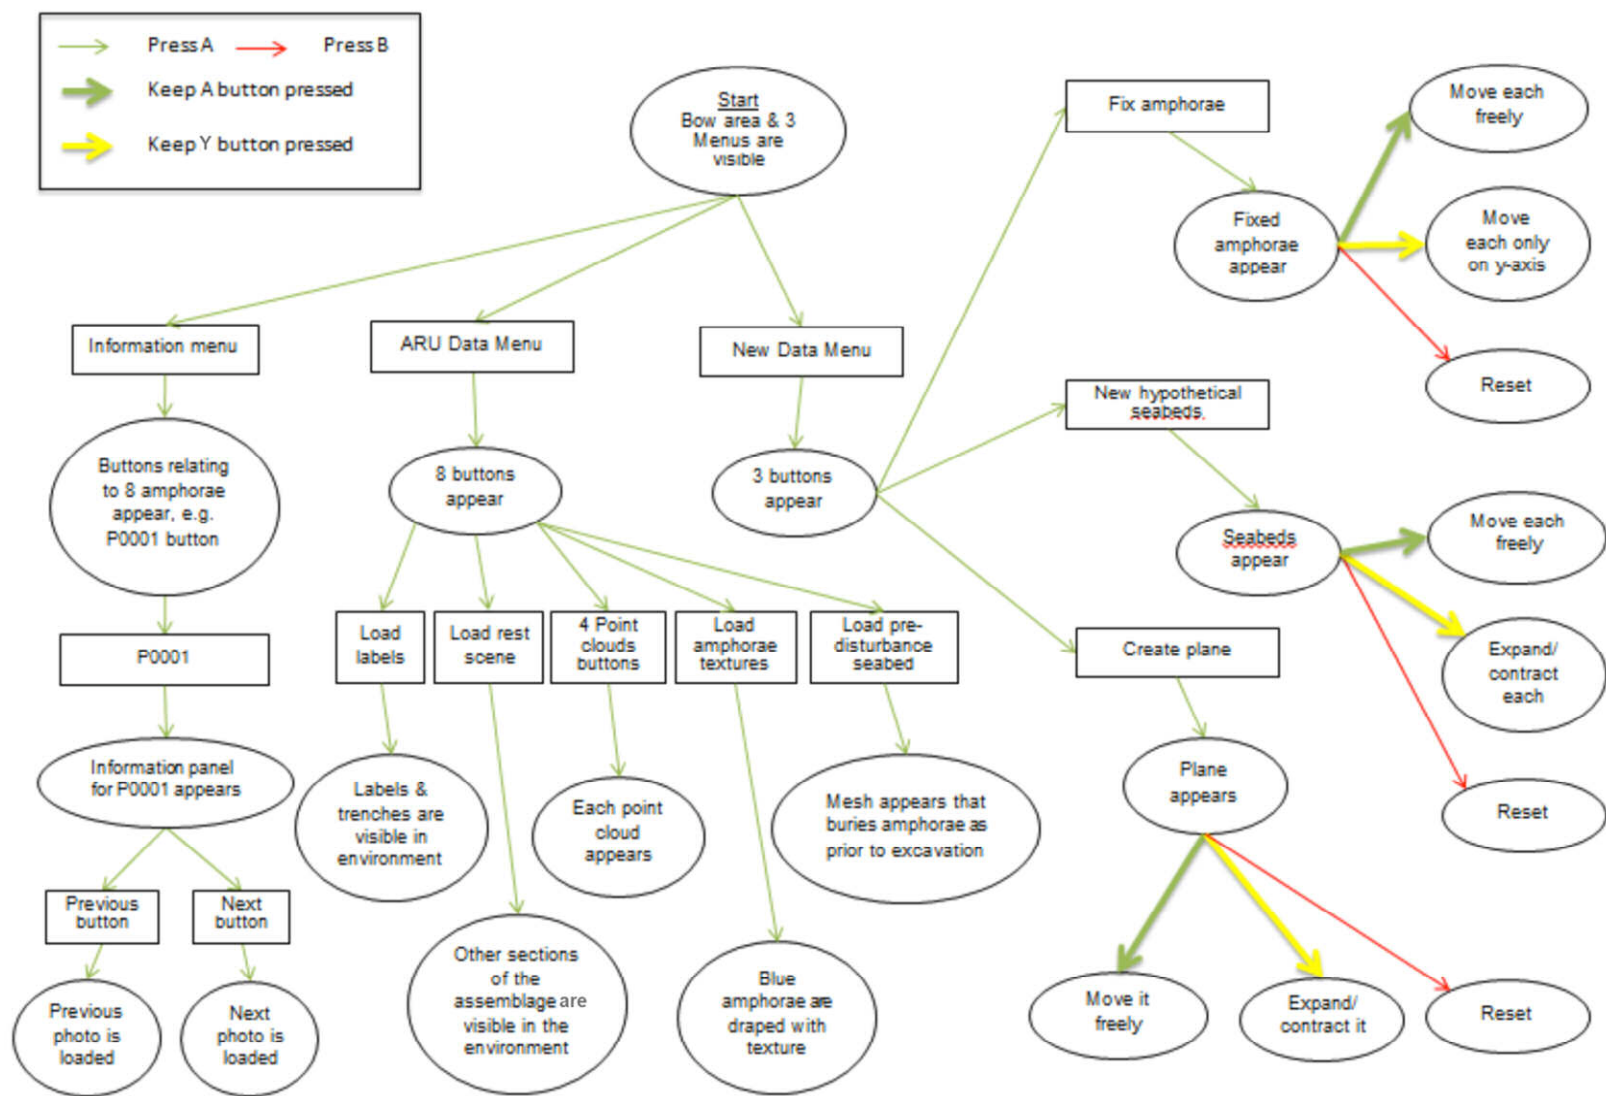 Press A
Press B
Keep A button pressed
Keep Y button pressed
Start
Bow area & 3
Menus are
visible
Information menu
Buttons relating
to 8 amphorae
appear, e.g.
P0001 button
P0001
Information panel
for P0001 appears
Previous
button
Next
button
Previous
photo is
loaded
Next
photo is
loaded
ARU Data Menu
8 buttons
appear
Load
labels
Load rest
scene
4 Point
clouds
buttons
Load
amphorae
textures
Load pre-
disturbance
seabed
Labels &
trenches are
visible in
environment
Other sections
of the
assemblage are
visible in the
environment
Each point
cloud
appears
Blue
amphorae are
draped with
texture
Mesh appears that
buries amphorae as
prior to excavation
New Data Menu
3 buttons
appear
Fix amphorae
Fixed
amphorae
appear
Move each
freely
Move
each only
on y-axis
Reset
New hypothetical
seabeds.
Seabeds
appear
Move each
freely
Expand/
contract
each
Reset
Create plane
Plane
appears
Move it
freely
Expand/
contract it
Reset